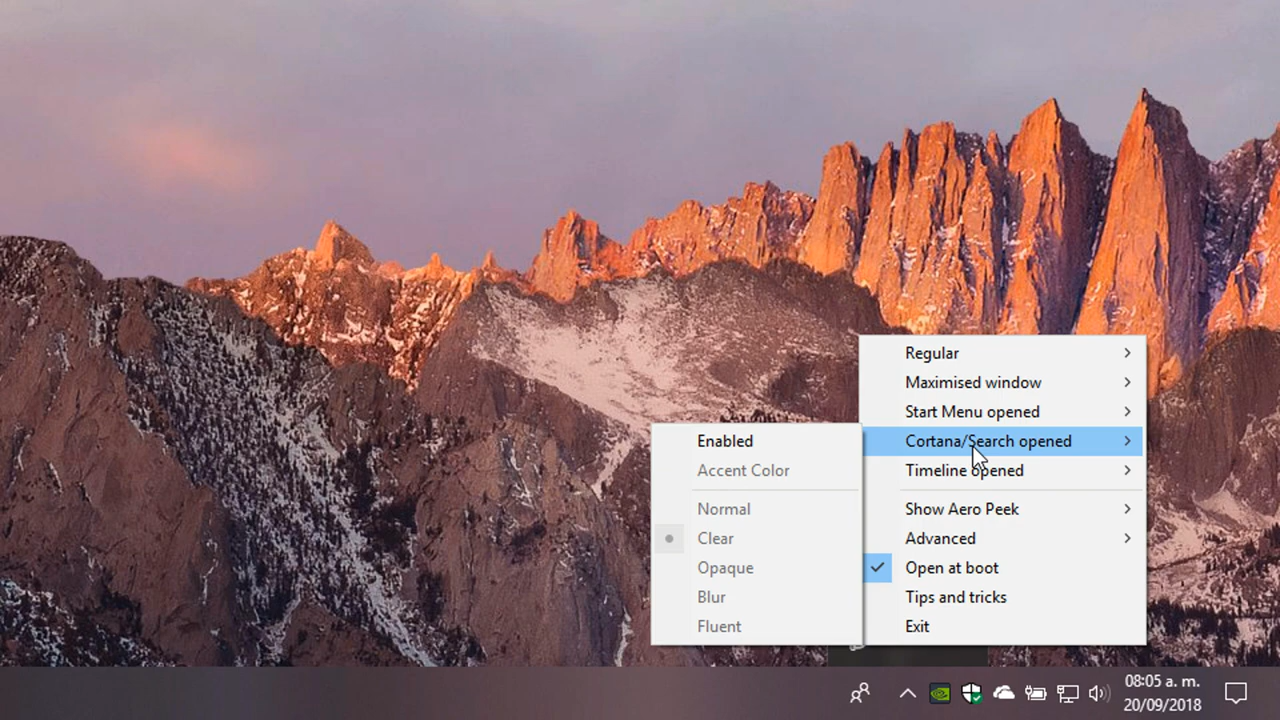 Regular
Maximised window
Start Menu opened
Cortana/Search opened
Timeline opened
Show Aero Peek
Advanced
Open at boot
Tips and tricks
Exit
Enabled
Accent Color
Normal
Clear
Opaque
Blur
Fluent
08:05 a. m.
20/09/2018